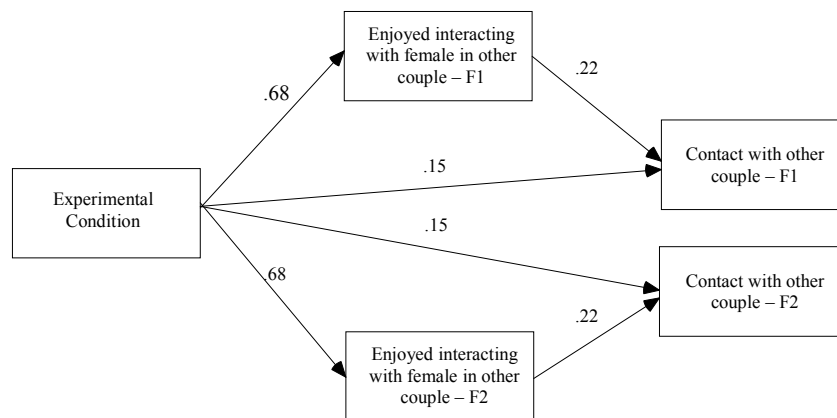 Enjoyed interacting
with female in other
couple – F1
.22
.68
Contact with other
couple – F1
.15
Experimental
Condition
.15
Contact with other
couple – F2
.68
.22
Enjoyed interacting
with female in other
couple – F2